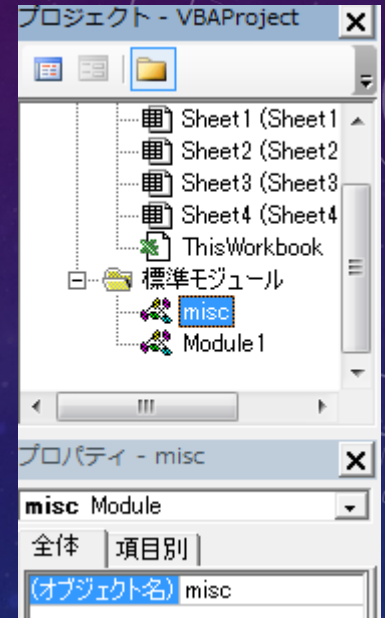 プロジェクト - VBAProject
Sheet1 (Sheet1
Sheet2 (Sheet2
Sheet3 (Sheet3
Sheet4 (Sheet4
ThisWorkbook
標準モジュール
misc
Module1
プロパティ - misc
misc Module
全体 項目別
(オブジェクト名) misc